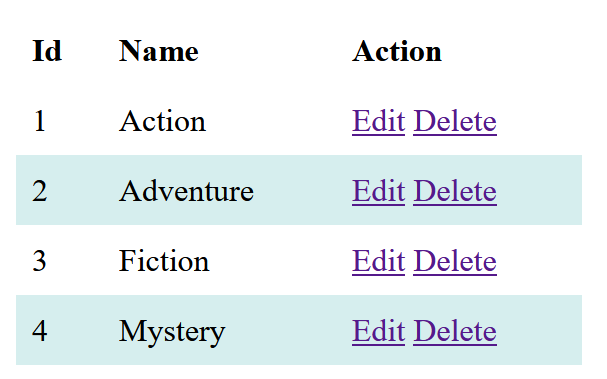 Id Name Action
1 Action Edit Delete
2 Adventure Edit Delete
3 Fiction Edit Delete
4 Mystery Edit Delete